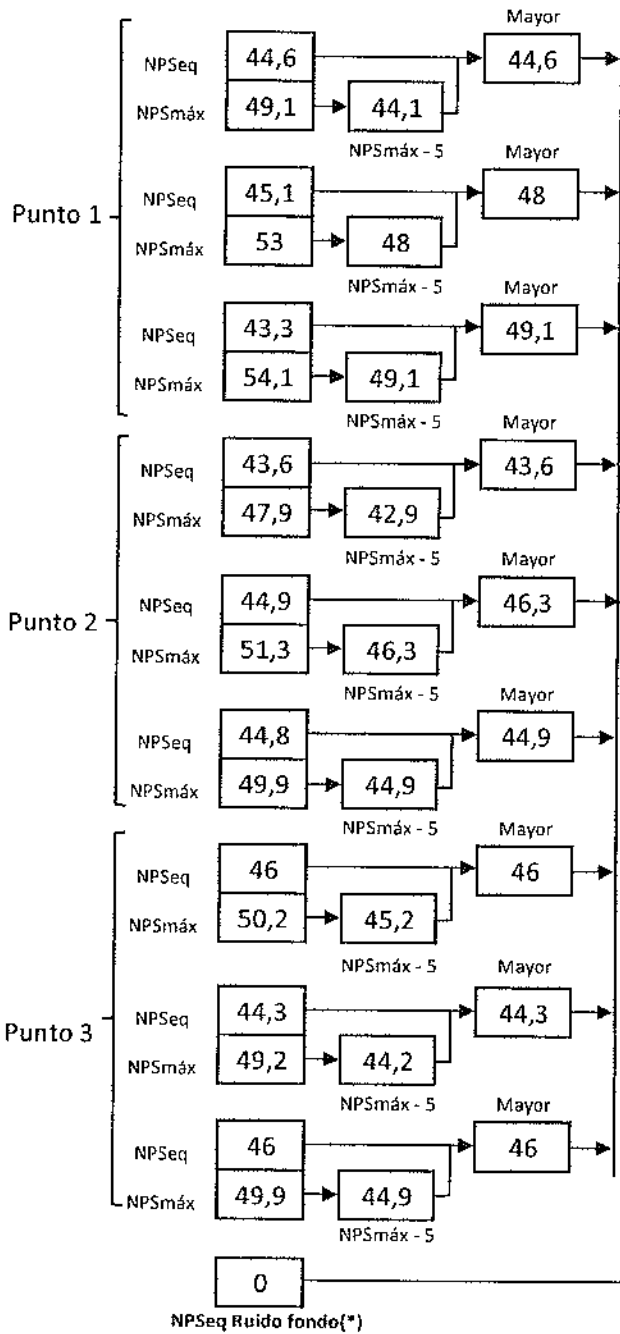 Mayor
NPSeq 44,6 44,6
NPSmáx 49,1 44,1
NPSmáx - 5
Mayor
NPSeq 45,1 48
Punto 1
NPSmáx 53 48
NPSmáx - 5
Mayor
NPSeq 43,3 49,1
NPSmáx 54,1 49,1
NPSmáx - 5
Mayor
NPSeq 43,6 43,6
NPSmáx 47,9 42,9
NPSmáx - 5
Mayor
NPSeq 44,9 46,3
Punto 2
NPSmáx 51,3 46,3
NPSmáx - 5
Mayor
NPSeq 44,8 44,9
NPSmáx 49,9 44,9
NPSmáx - 5
Mayor
NPSeq 46 46
NPSmáx 50,2 45,2
NPSmáx - 5
Mayor
NPSeq 44,3 44,3
Punto 3
NPSmáx 49,2 44,2
NPSmáx - 5
Mayor
NPSeq 46 46
NPSmáx 49,9 44,9
NPSmáx - 5
0
NPSeq Ruido fondo(*)